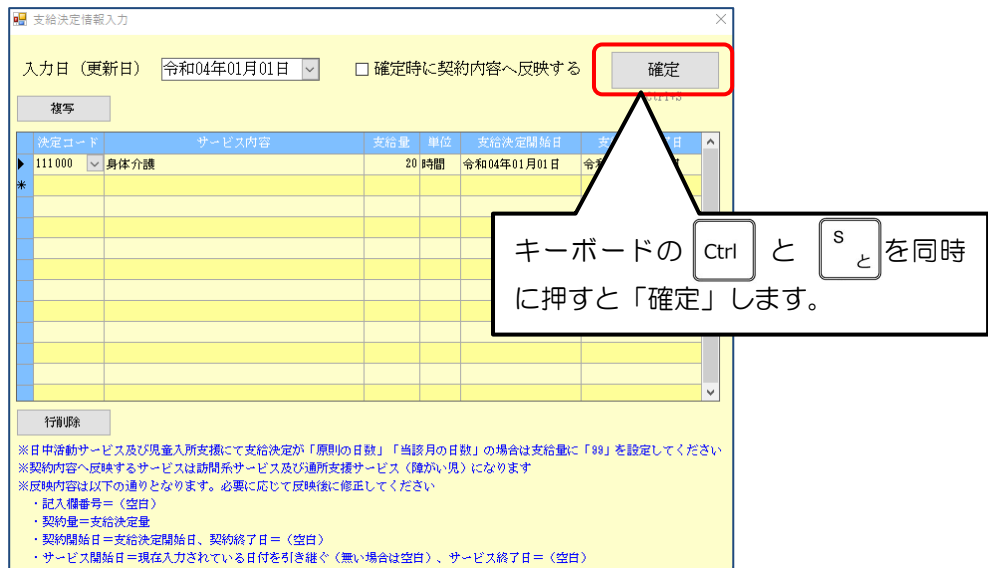 支給決定情報入力
入力日（更新日） 令和04年01月01日 確定時に契約内容へ反映する 確定
複写
決定コード サービス内容 支給量 単位 支給決定開始日
111000 身体介護 20 時間 令和04年01月01日
キーボードの Ctrl と S と を同時
に押すと「確定」します。
行削除
※日中活動サービス及び児童入所支援にて支給決定が「原則の日数」「当該月の日数」の場合は支給量に「99」を設定してください
※契約内容へ反映するサービスは訪問系サービス及び通所支援サービス（障がい児）になります
※反映内容は以下の通りとなります。必要に応じて反映後に修正してください
・記入欄番号＝（空白）
・契約量＝支給決定量
・契約開始日＝支給決定開始日、契約終了日＝（空白）
・サービス開始日＝現在入力されている日付を引き継ぐ（無い場合は空白）、サービス終了日＝（空白）